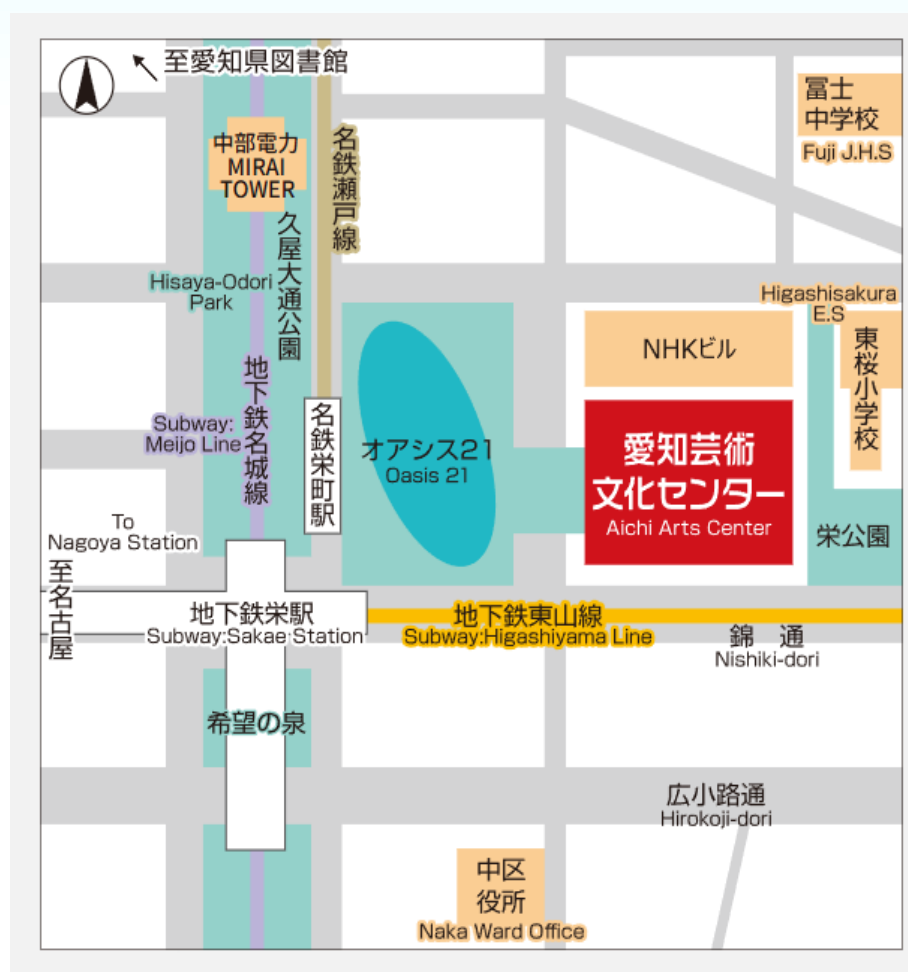 至愛知県図書館
冨士
中学校
Fuji J.H.S
中部電力
MIRAI
TOWER
名鉄瀬戸線
久屋大通公園
Hisaya-Odori
Park
Higashisakura
E.S
東桜小学校
NHKビル
地下鉄名城線
Subway:
Meijo Line
名鉄栄町駅
オアシス21
Oasis 21
愛知芸術
文化センター
Aichi Arts Center
栄公園
To
Nagoya Station
至名古屋
地下鉄栄駅
Subway:Sakae Station
地下鉄東山線
Subway:Higashiyama Line
錦 通
Nishiki-dori
希望の泉
広小路通
Hirokoji-dori
中区
役所
Naka Ward Office